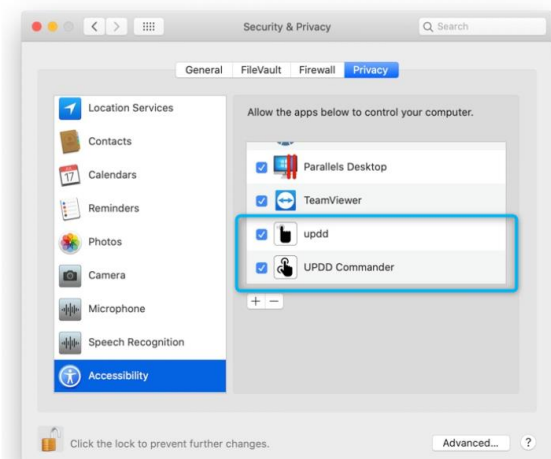 Security & Privacy
Search
General FileVault Firewall Privacy
Location Services
Contacts
17
Calendars
Reminders
Photos
Camera
Microphone
Speech Recognition
Accessibility
Allow the apps below to control your computer.
Parallels Desktop
TeamViewer
updd
UPDD Commander
+ −
Click the lock to prevent further changes.
Advanced... ?